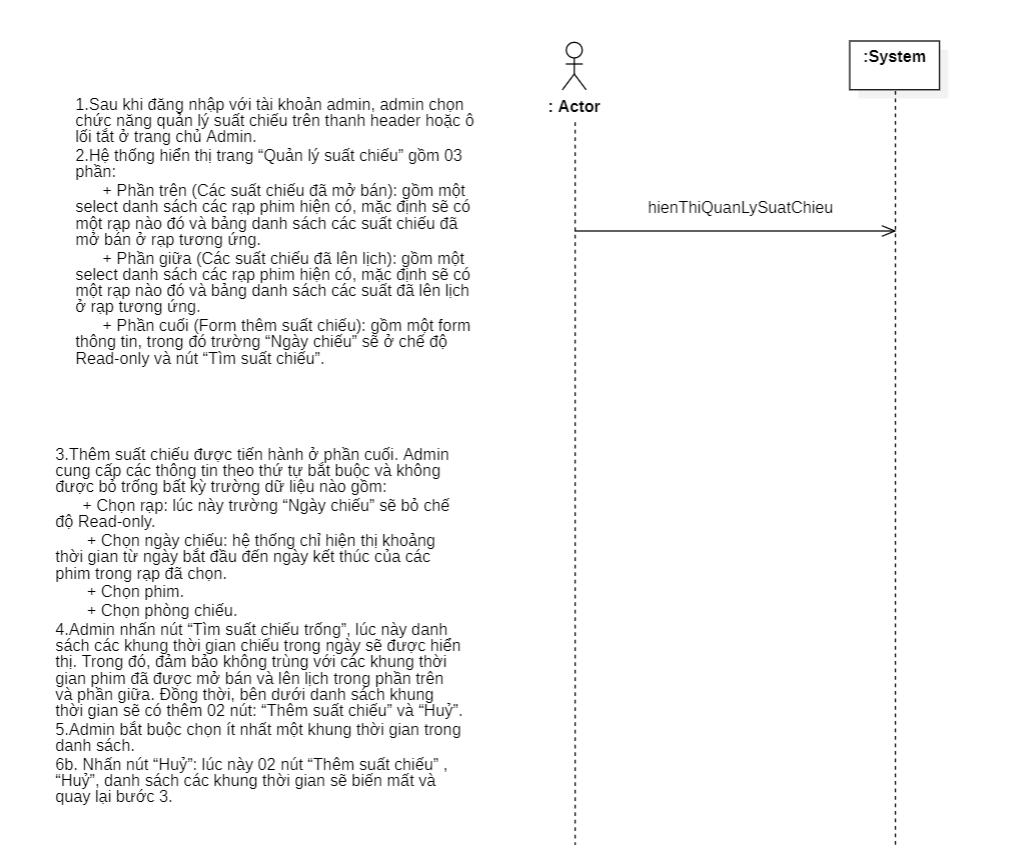 1.Sau khi đăng nhập với tài khoản admin, admin chọn
chức năng quản lý suất chiếu trên thanh header hoặc ô
lối tắt ở trang chủ Admin.
2.Hệ thống hiển thị trang “Quản lý suất chiếu” gồm 03
phần:
+ Phần trên (Các suất chiếu đã mở bán): gồm một
select danh sách các rạp phim hiện có, mặc định sẽ có
một rạp nào đó và bảng danh sách các suất chiếu đã
mở bán ở rạp tương ứng.
+ Phần giữa (Các suất chiếu đã lên lịch): gồm một
select danh sách các rạp phim hiện có, mặc định sẽ có
một rạp nào đó và bảng danh sách các suất đã lên lịch
ở rạp tương ứng.
+ Phần cuối (Form thêm suất chiếu): gồm một form
thông tin, trong đó trường “Ngày chiếu” sẽ ở chế độ
Read-only và nút “Tìm suất chiếu”.
3.Thêm suất chiếu được tiến hành ở phần cuối. Admin
cung cấp các thông tin theo thứ tự bắt buộc và không
được bỏ trống bất kỳ trường dữ liệu nào gồm:
+ Chọn rạp: lúc này trường “Ngày chiếu” sẽ bỏ chế
độ Read-only.
+ Chọn ngày chiếu: hệ thống chỉ hiện thị khoảng
thời gian từ ngày bắt đầu đến ngày kết thúc của các
phim trong rạp đã chọn.
+ Chọn phim.
+ Chọn phòng chiếu.
4.Admin nhấn nút “Tìm suất chiếu trống”, lúc này danh
sách các khung thời gian chiếu trong ngày sẽ được hiển
thị. Trong đó, đảm bảo không trùng với các khung thời
gian phim đã được mở bán và lên lịch trong phần trên
và phần giữa. Đồng thời, bên dưới danh sách khung
thời gian sẽ có thêm 02 nút: “Thêm suất chiếu” và “Huỷ”.
5.Admin bắt buộc chọn ít nhất một khung thời gian trong
danh sách.
6b. Nhấn nút “Huỷ”: lúc này 02 nút “Thêm suất chiếu” ,
“Huỷ”, danh sách các khung thời gian sẽ biến mất và
quay lại bước 3.
: Actor
:System
hienThiQuanLySuatChieu